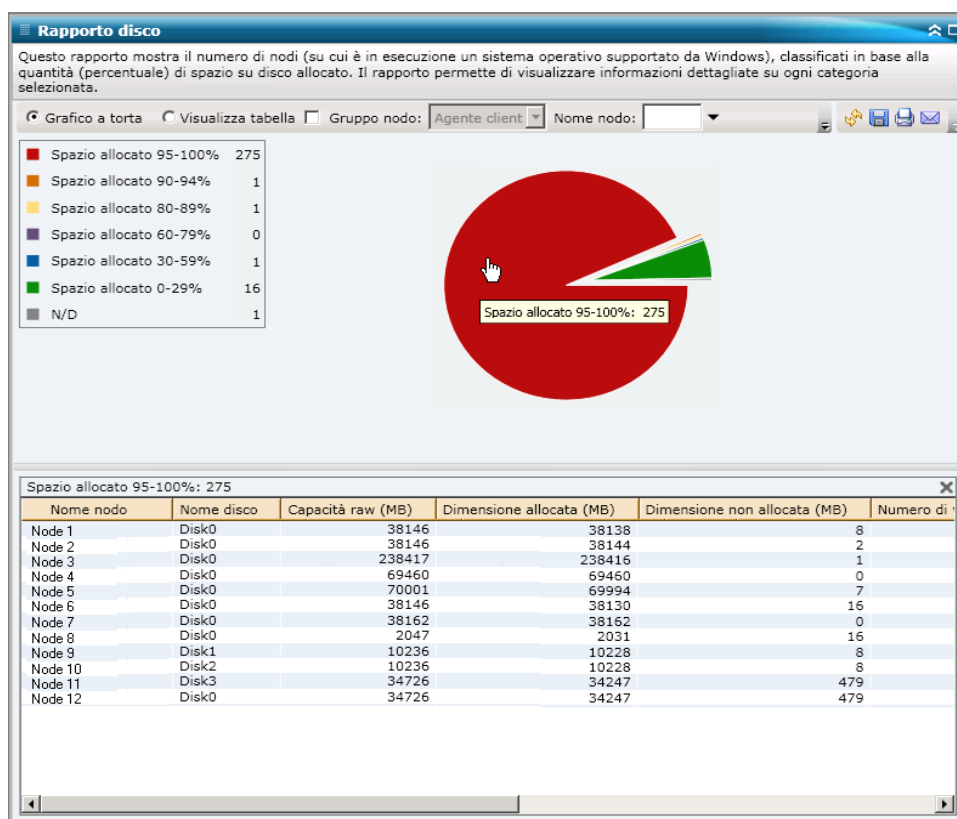 Rapporto disco
Questo rapporto mostra il numero di nodi (su cui è in esecuzione un sistema operativo supportato da Windows), classificati in base alla
quantità (percentuale) di spazio su disco allocato. Il rapporto permette di visualizzare informazioni dettagliate su ogni categoria
selezionata.
Grafico a torta Visualizza tabella Gruppo nodo: Agente client Nome nodo:
Spazio allocato 95-100% 275
Spazio allocato 90-94% 1
Spazio allocato 80-89% 1
Spazio allocato 60-79% 0
Spazio allocato 30-59% 1
Spazio allocato 0-29% 16
N/D 1
Spazio allocato 95-100%: 275
Spazio allocato 95-100%: 275
Nome nodo Nome disco Capacità raw (MB) Dimensione allocata (MB) Dimensione non allocata (MB) Numero di
Node 1 Disk0 38146 38138 8
Node 2 Disk0 38146 38144 2
Node 3 Disk0 238417 238416 1
Node 4 Disk0 69460 69460 0
Node 5 Disk0 70001 69994 7
Node 6 Disk0 38146 38130 16
Node 7 Disk0 38162 38162 0
Node 8 Disk0 2047 2031 16
Node 9 Disk1 10236 10228 8
Node 10 Disk2 10236 10228 8
Node 11 Disk3 34726 34247 479
Node 12 Disk0 34726 34247 479